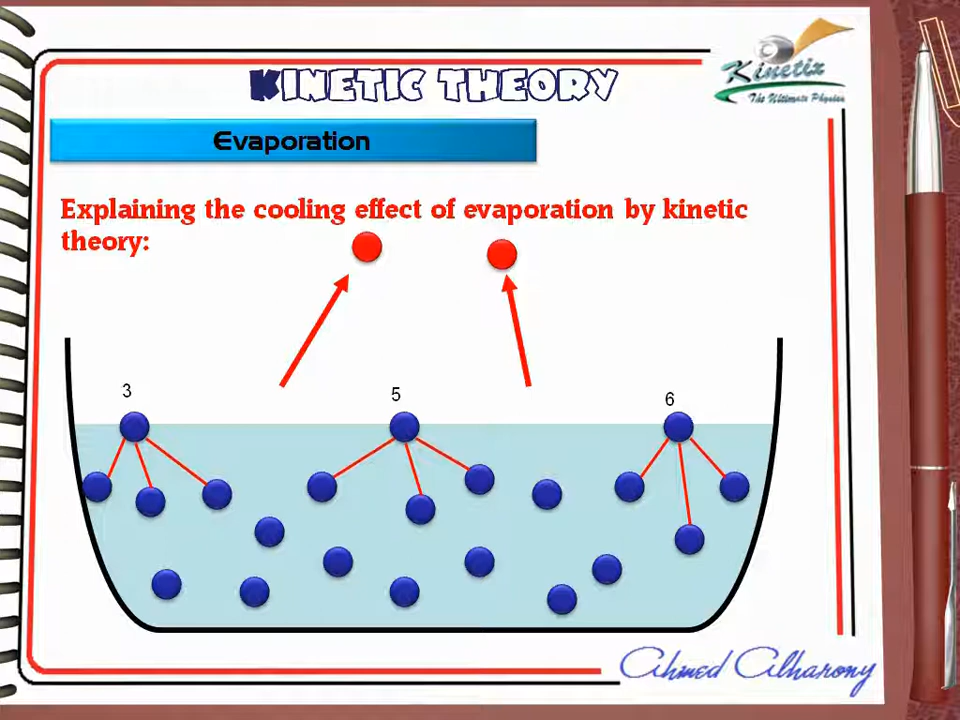 KINETIC THEORY
Kinetix
The Ultimate Physics
Evaporation
Explaining the cooling effect of evaporation by kinetic
theory:
3
5
6
Ahmed Alharony